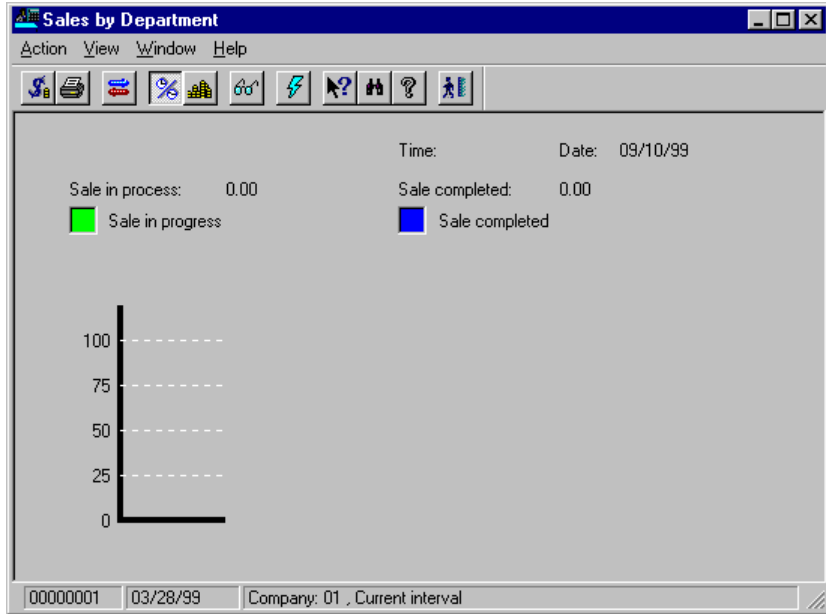 Sales by Department
Action View Window Help
Time: Date: 09/10/99
Sale in process: 0.00 Sale completed: 0.00
Sale in progress Sale completed
100
75
50
25
0
00000001 03/28/99 Company: 01 , Current interval